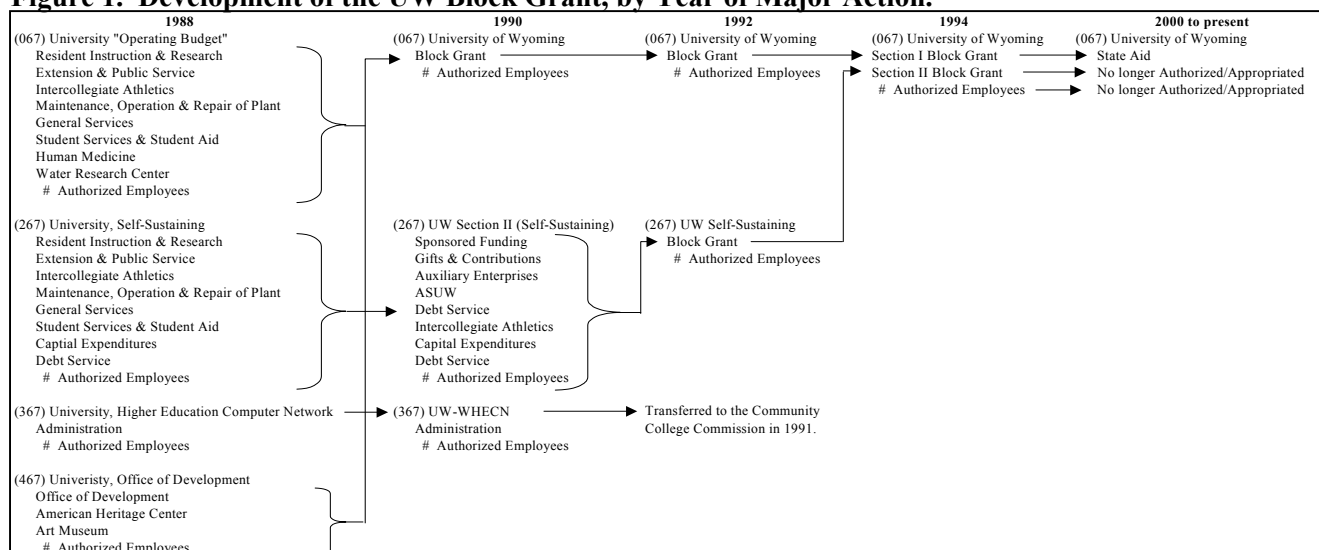 Figure 1. Development of the UW Block Grant, by Year of Major Action.
1988
(067) University "Operating Budget"
Resident Instruction & Research
Extension & Public Service
Intercollegiate Athletics
Maintenance, Operation & Repair of Plant
General Services
Student Services & Student Aid
Human Medicine
Water Research Center
# Authorized Employees
(267) University, Self-Sustaining
Resident Instruction & Research
Extension & Public Service
Intercollegiate Athletics
Maintenance, Operation & Repair of Plant
General Services
Student Services & Student Aid
Captial Expenditures
Debt Service
# Authorized Employees
(367) University, Higher Education Computer Network
Administration
# Authorized Employees
(467) Univeristy, Office of Development
Office of Development
American Heritage Center
Art Museum
# Authorized Employees
1990
(067) University of Wyoming
Block Grant
# Authorized Employees
(267) UW Section II (Self-Sustaining)
Sponsored Funding
Gifts & Contributions
Auxiliary Enterprises
ASUW
Debt Service
Intercollegiate Athletics
Capital Expenditures
Debt Service
# Authorized Employees
(367) UW-WHECN
Administration
# Authorized Employees
1992
(067) University of Wyoming
Block Grant
# Authorized Employees
(267) UW Self-Sustaining
Block Grant
# Authorized Employees
Transferred to the Community
College Commission in 1991.
1994
(067) University of Wyoming
Section I Block Grant
Section II Block Grant
# Authorized Employees
2000 to present
(067) University of Wyoming
State Aid
No longer Authorized/Appropriated
No longer Authorized/Appropriated